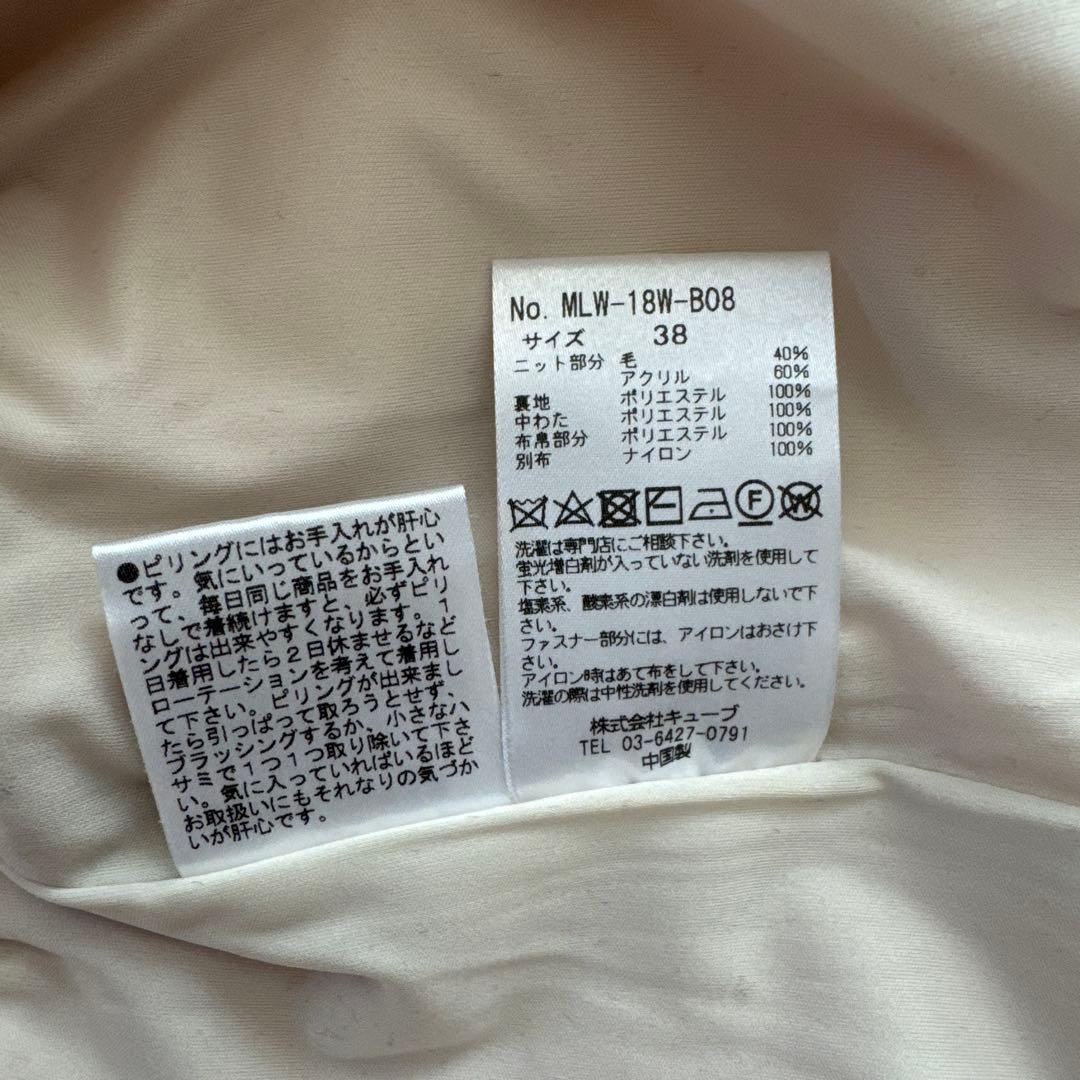 No. MLW-18W-B08
サイズ 38
ニット部分 毛 40%
アクリル 60%
裏地 ポリエステル 100%
中わた ポリエステル 100%
布帛部分 ポリエステル 100%
別布 ナイロン 100%
F W
洗濯は専門店にご相談下さい。
蛍光増白剤が入っていない洗剤を使用して
下さい。
塩素系、酸素系の漂白剤は使用しないで下
さい。
ファスナー部分には、アイロンはおさけ下
さい。
アイロン時はあて布をして下さい。
洗濯の際は中性洗剤を使用してください。
株式会社キューブ
TEL 03-6427-0791
中国製
●ピリングにはお手入れが肝心
です。気にいっているからとい
って、毎日同じ商品をお手入れ
なしで着続けますと、必ずピリ
ングは出来やすくなります。1
日着用したら2日休ませるなど
ローテーションを考えて着用し
て下さい。ピリングが出来まし
たら引っぱって取ろうとせず、
ブラッシングするか、小さなハ
サミで1つ1つ取り除いて下さ
い。気に入っていればいるほど
お取扱いにもそれなりの気づか
いが肝心です。